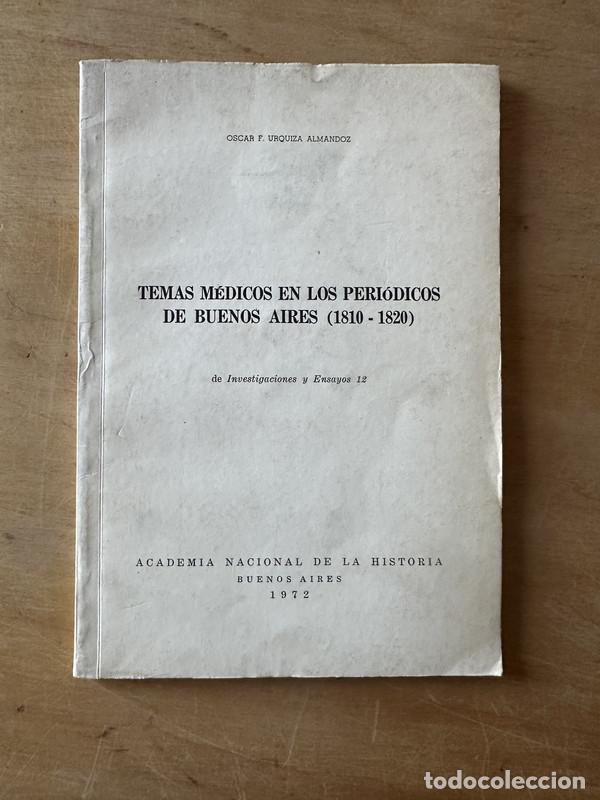 OSCAR F. URQUIZA ALMANDOZ
TEMAS MÉDICOS EN LOS PERIÓDICOS
DE BUENOS AIRES (1810 - 1820)
de Investigaciones y Ensayos 12
ACADEMIA NACIONAL DE LA HISTORIA
BUENOS AIRES
1972
todocoleccion